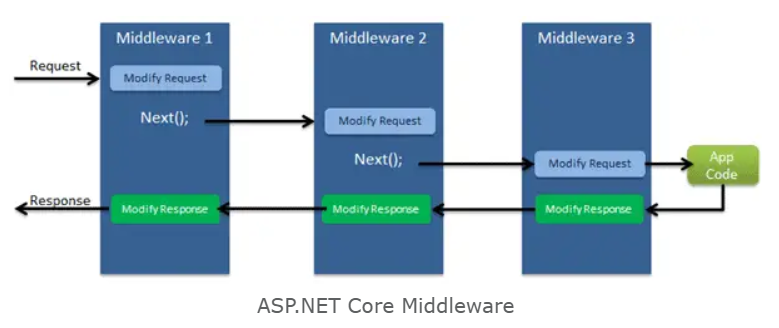 Middleware 1
Middleware 2
Middleware 3
Request
Modify Request
Next();
Modify Request
Next();
Modify Request
App
Code
Response
Modify Response
Modify Response
Modify Response
ASP.NET Core Middleware